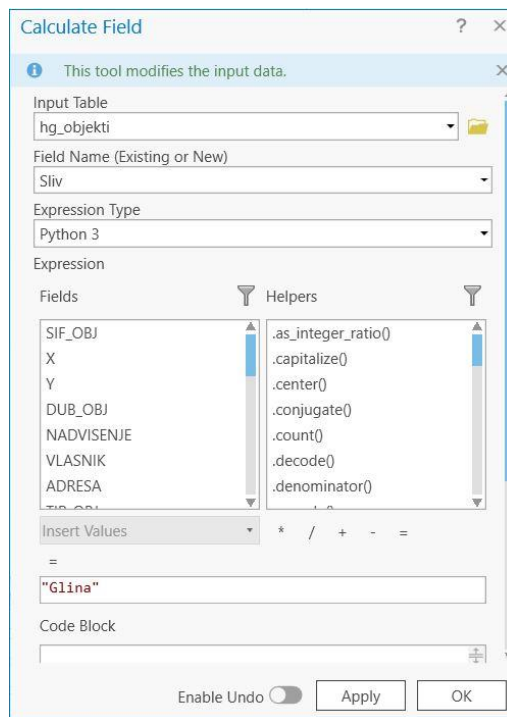 Calculate Field ? ×
This tool modifies the input data. ×
Input Table
hg_objekti
Field Name (Existing or New)
Sliv
Expression Type
Python 3
Expression
Fields Helpers
SIF_OBJ .as_integer_ratio()
X .capitalize()
Y .center()
DUB_OBJ .conjugate()
NADVISENJE .count()
VLASNIK .decode()
ADRESA .denominator()
Insert Values * / + - =
=
"Glina"
Code Block
Enable Undo Apply OK